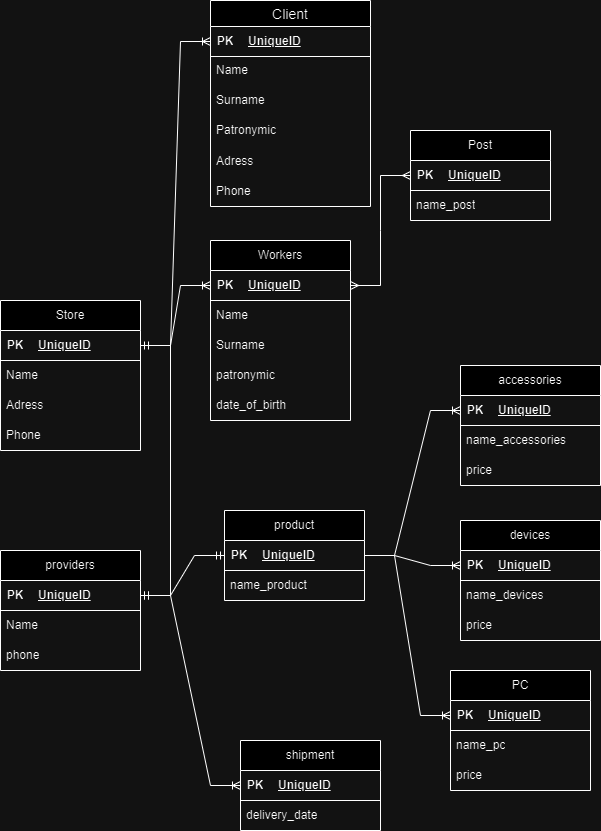 Client
PK UniqueID
Name
Surname
Patronymic
Adress
Phone
Post
PK UniqueID
name_post
Workers
PK UniqueID
Name
Surname
patronymic
date_of_birth
Store
PK UniqueID
Name
Adress
Phone
accessories
PK UniqueID
name_accessories
price
product
PK UniqueID
name_product
devices
PK UniqueID
name_devices
price
providers
PK UniqueID
Name
phone
PC
PK UniqueID
name_pc
price
shipment
PK UniqueID
delivery_date